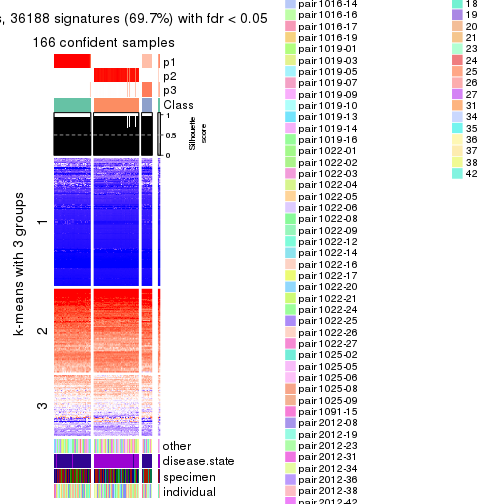 , 36188 signatures (69.7%) with fdr < 0.05
166 confident samples
p1
p2
p3
Class
1
0.5
0
Silhouette
score
k-means with 3 groups
1
2
3
other
disease.state
specimen
individual
pair1016-14
pair1016-16
pair1016-17
pair1016-19
pair1019-01
pair1019-03
pair1019-05
pair1019-07
pair1019-09
pair1019-10
pair1019-13
pair1019-14
pair1019-16
pair1022-01
pair1022-02
pair1022-03
pair1022-04
pair1022-05
pair1022-06
pair1022-08
pair1022-09
pair1022-12
pair1022-14
pair1022-16
pair1022-17
pair1022-20
pair1022-21
pair1022-24
pair1022-25
pair1022-26
pair1022-27
pair1025-02
pair1025-05
pair1025-06
pair1025-08
pair1025-09
pair1091-15
pair2012-08
pair2012-19
pair2012-23
pair2012-31
pair2012-34
pair2012-36
pair2012-38
pair2012-42
18
19
20
21
23
24
25
26
27
31
34
35
36
37
38
42